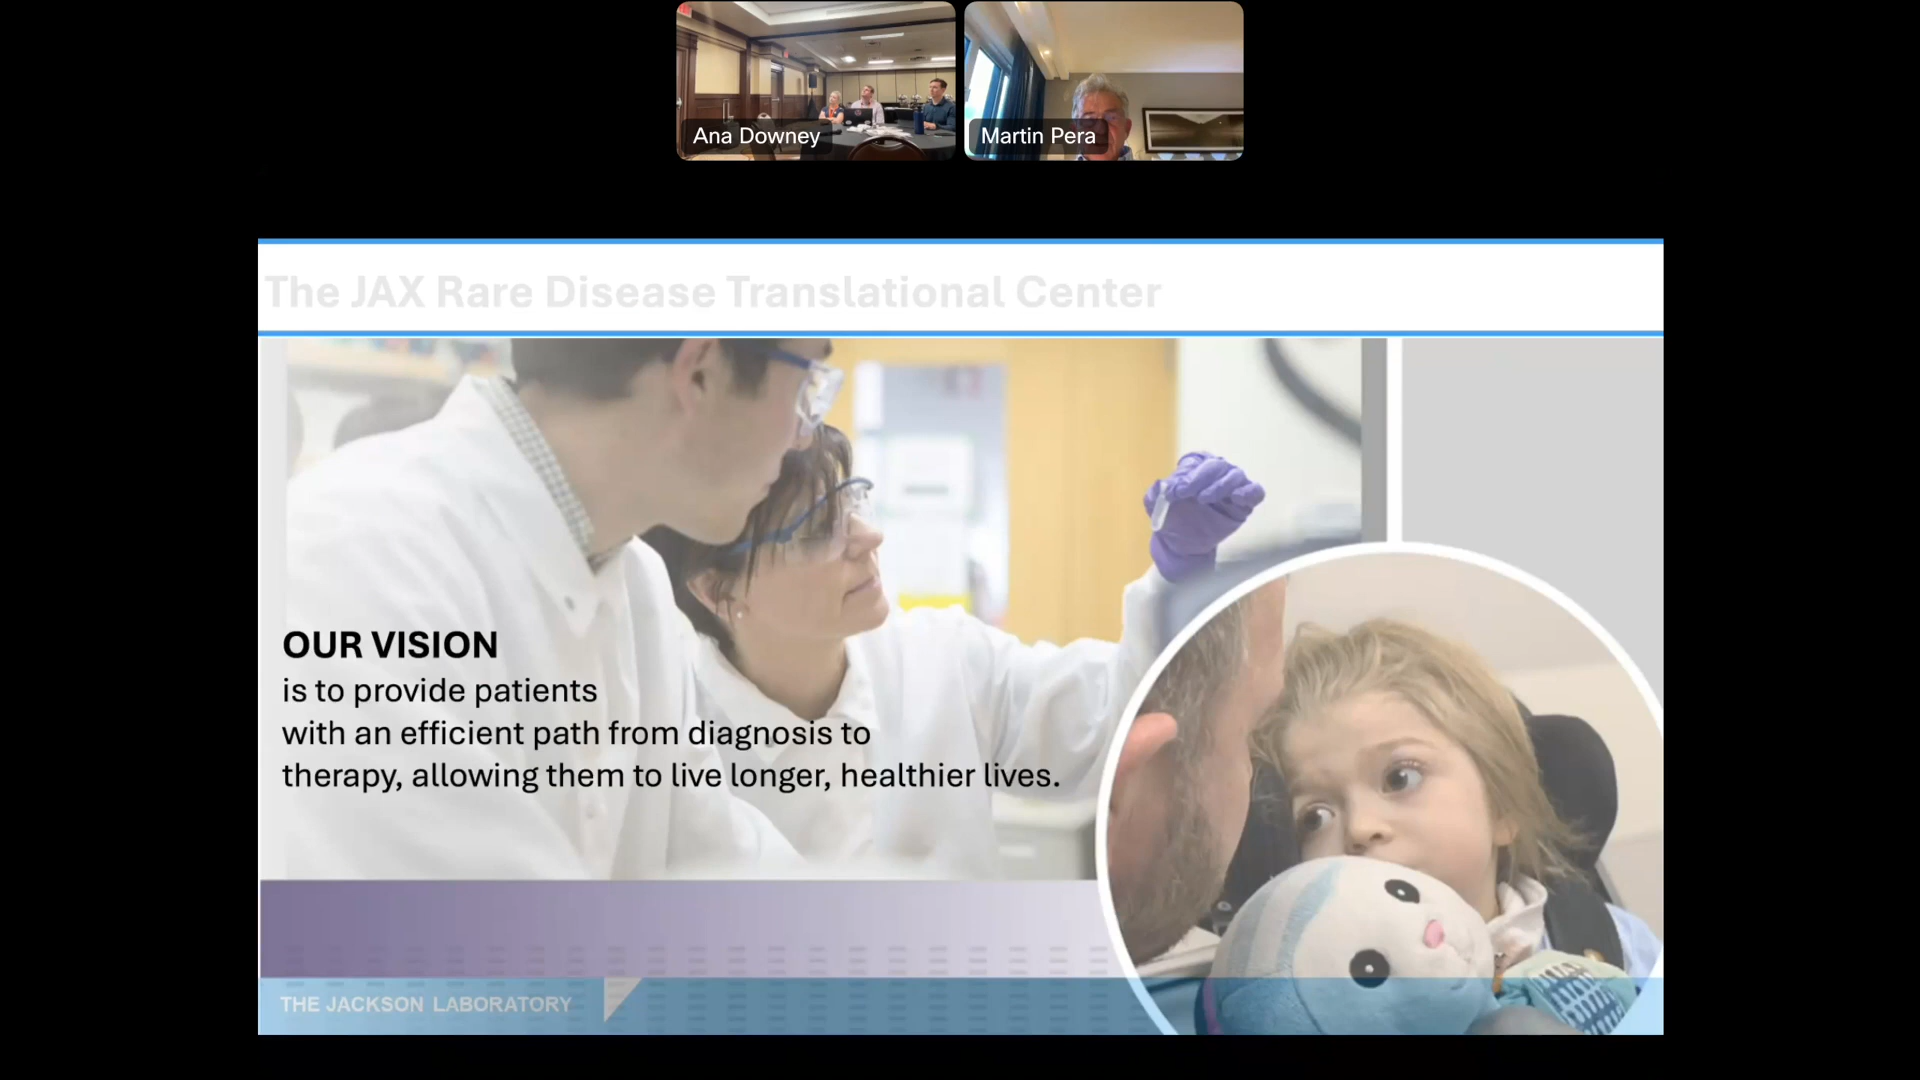 Ana Downey
Martin Pera
The JAX Rare Disease Translational Center
OUR VISION
is to provide patients
with an efficient path from diagnosis to
therapy, allowing them to live longer, healthier lives.
THE JACKSON LABORATORY